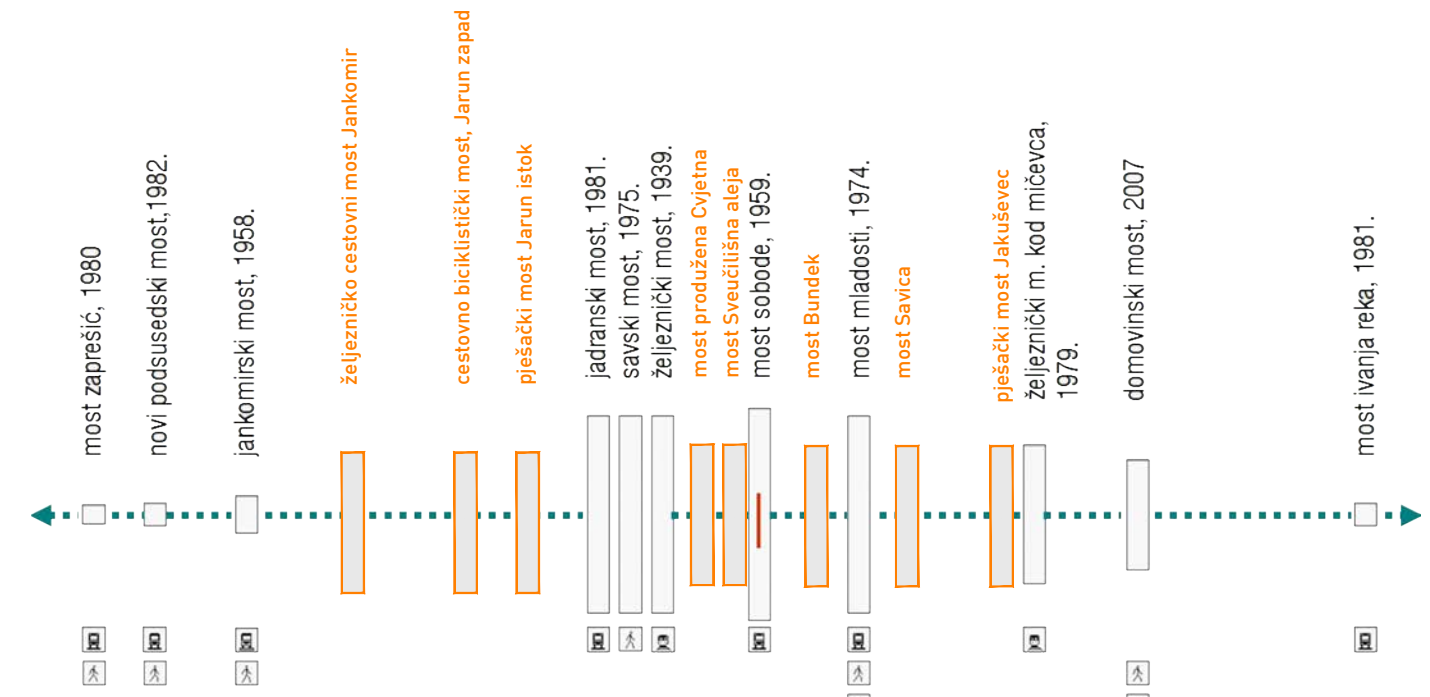 most zaprešić, 1980
novi podsusedski most,1982.
jankomirski most, 1958.
željezničko cestovni most Jankomir
cestovno biciklistički most, Jarun zapad
pješački most Jarun istok
jadranski most, 1981.
savski most, 1975.
željeznički most, 1939.
most produžena Cvjetna
most Sveučilišna aleja
most sobode, 1959.
most Bundek
most mladosti, 1974.
most Savica
pješački most Jakuševec
željeznički m. kod mičevca,
1979.
domovinski most, 2007
most ivanja reka, 1981.